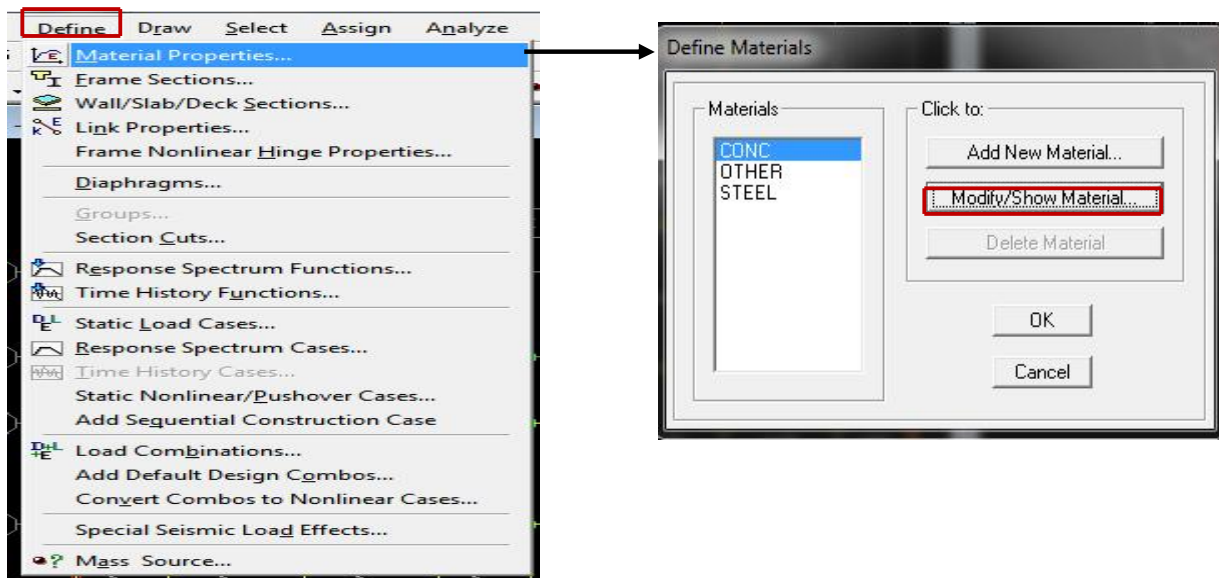 Define Draw Select Assign Analyze
Material Properties...
Frame Sections...
Wall/Slab/Deck Sections...
Link Properties...
Frame Nonlinear Hinge Properties...
Diaphragms...
Groups...
Section Cuts...
Response Spectrum Functions...
Time History Functions...
Static Load Cases...
Response Spectrum Cases...
Time History Cases...
Static Nonlinear/Pushover Cases...
Add Sequential Construction Case
Load Combinations...
Add Default Design Combos...
Convert Combos to Nonlinear Cases...
Special Seismic Load Effects...
Mass Source...
Define Materials
Materials
CONC
OTHER
STEEL
Click to:
Add New Material...
Modify/Show Material...
Delete Material
OK
Cancel